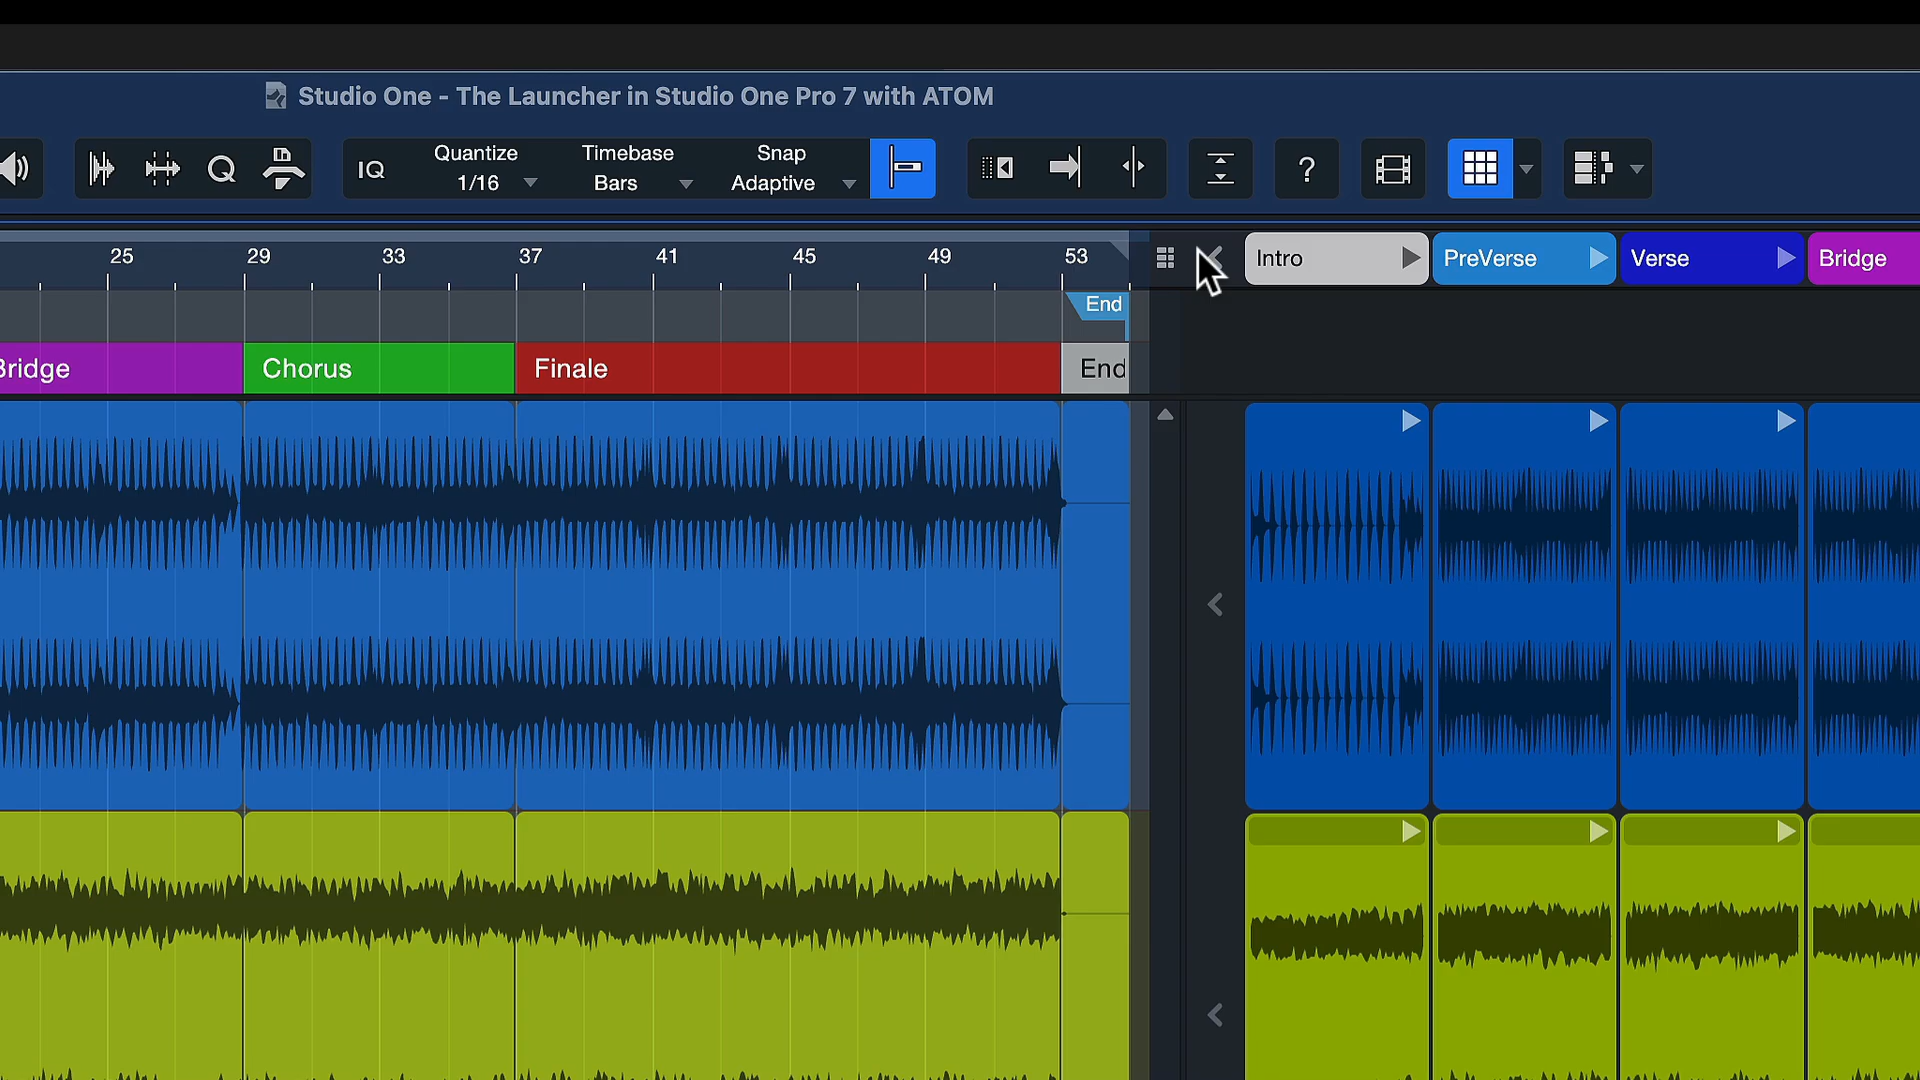 Studio One - The Launcher in Studio One Pro 7 with ATOM
IQ
Quantize
1/16
Timebase
Bars
Snap
Adaptive
?
25 29 33 37 41 45 49 53
Intro PreVerse Verse Bridge
End
Bridge Chorus Finale End